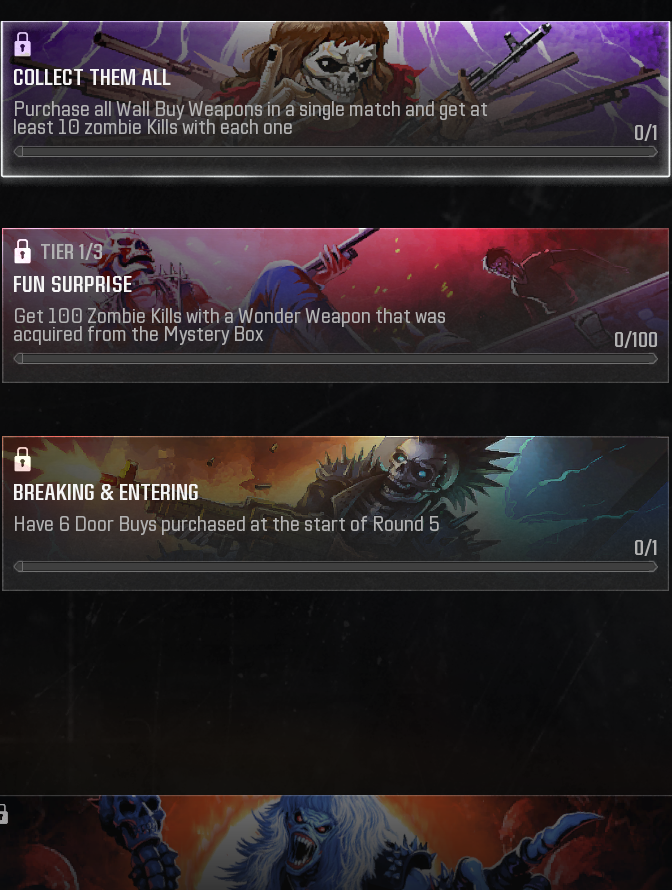 COLLECT THEM ALL
Purchase all Wall Buy Weapons in a single match and get at
least 10 zombie Kills with each one
0/1
TIER 1/3
FUN SURPRISE
Get 100 Zombie Kills with a Wonder Weapon that was
acquired from the Mystery Box
0/100
BREAKING & ENTERING
Have 6 Door Buys purchased at the start of Round 5
0/1